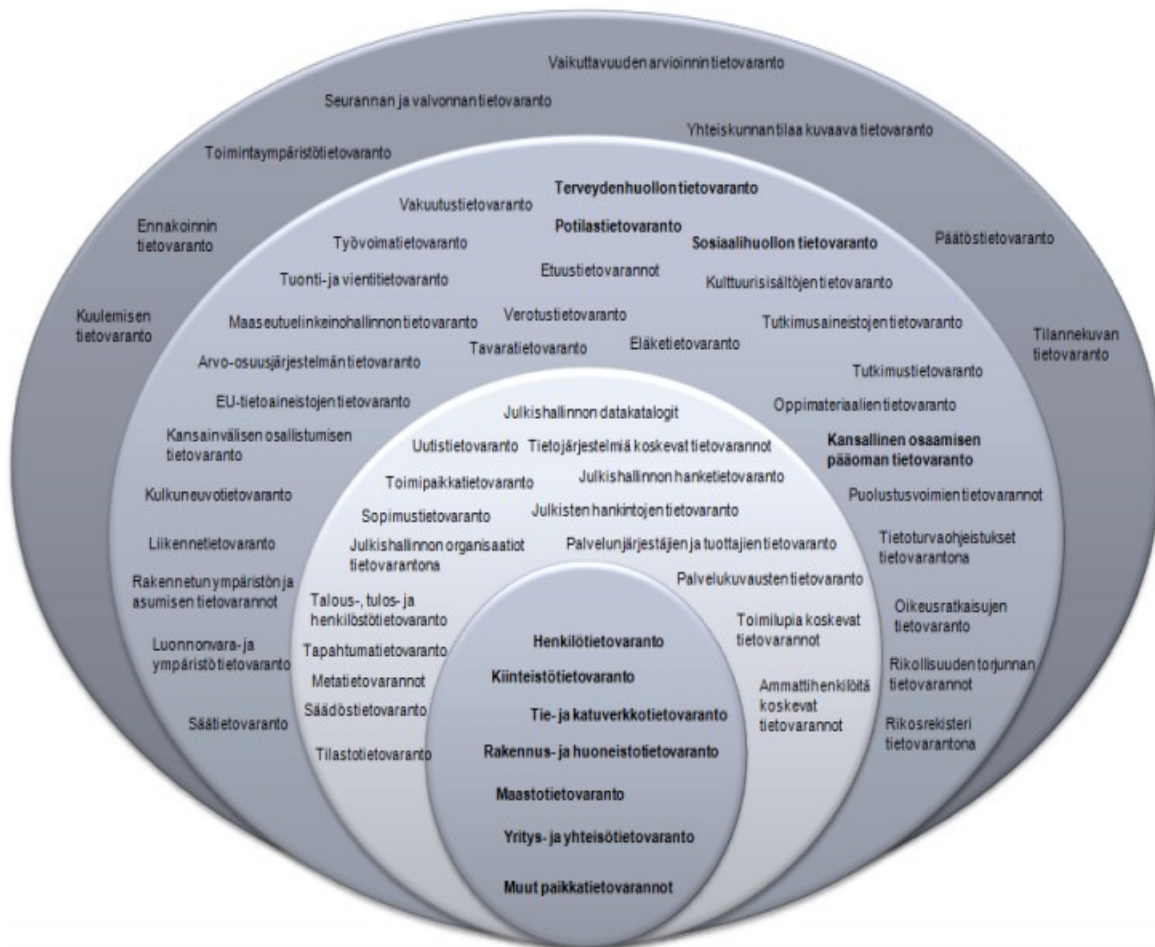 Vaikuttavuuden arvioinnin tietovaranto
Seurannan ja valvonnan tietovaranto
Yhteiskunnan tilaa kuvaava tietovaranto
Toimintaympäristötietovaranto
Ennakoinnin
tietovaranto
Päätöstietovaranto
Kuulemisen
tietovaranto
Tilannekuvan
tietovaranto
Terveydenhuollon tietovaranto
Vakuutustietovaranto
Potilastietovaranto
Työvoimatietovaranto
Sosiaalihuollon tietovaranto
Etuustietovarannot
Tuonti- ja vientitietovaranto
Kulttuurisisältöjen tietovaranto
Verotustietovaranto
Maaseutuelinkeinohallinnon tietovaranto
Tutkimusaineistojen tietovaranto
Tavaratietovaranto
Eläketietovaranto
Arvo-osuusjärjestelmän tietovaranto
Tutkimustietovaranto
EU-tietoaineistojen tietovaranto
Oppimateriaalien tietovaranto
Kansainvälisen osallistumisen
tietovaranto
Kansallinen osaamisen
pääoman tietovaranto
Kulkuneuvotietovaranto
Puolustusvoimien tietovarannot
Liikennetietovaranto
Tietoturvaohjeistukset
tietovarantona
Rakennetun ympäristön ja
asumisen tietovarannot
Oikeusratkaisujen
tietovaranto
Luonnonvara- ja
ympäristötietovaranto
Rikollisuuden torjunnan
tietovarannot
Säätietovaranto
Rikosrekisteri
tietovarantona
Julkishallinnon datakatalogit
Uutistietovaranto
Tietojärjestelmiä koskevat tietovarannot
Toimipaikkatietovaranto
Julkishallinnon hanketietovaranto
Sopimustietovaranto
Julkisten hankintojen tietovaranto
Julkishallinnon organisaatiot
tietovarantona
Palvelunjärjestäjien ja tuottajien tietovaranto
Palvelukuvausten tietovaranto
Talous-, tulos- ja
henkilöstötietovaranto
Toimilupia koskevat
tietovarannot
Tapahtumatietovaranto
Metatietovarannot
Ammattihenkilöitä
koskevat
tietovarannot
Säädöstietovaranto
Tilastotietovaranto
Henkilötietovaranto
Kiinteistötietovaranto
Tie- ja katuverkkotietovaranto
Rakennus- ja huoneistotietovaranto
Maastotietovaranto
Yritys- ja yhteisötietovaranto
Muut paikkatietovarannot